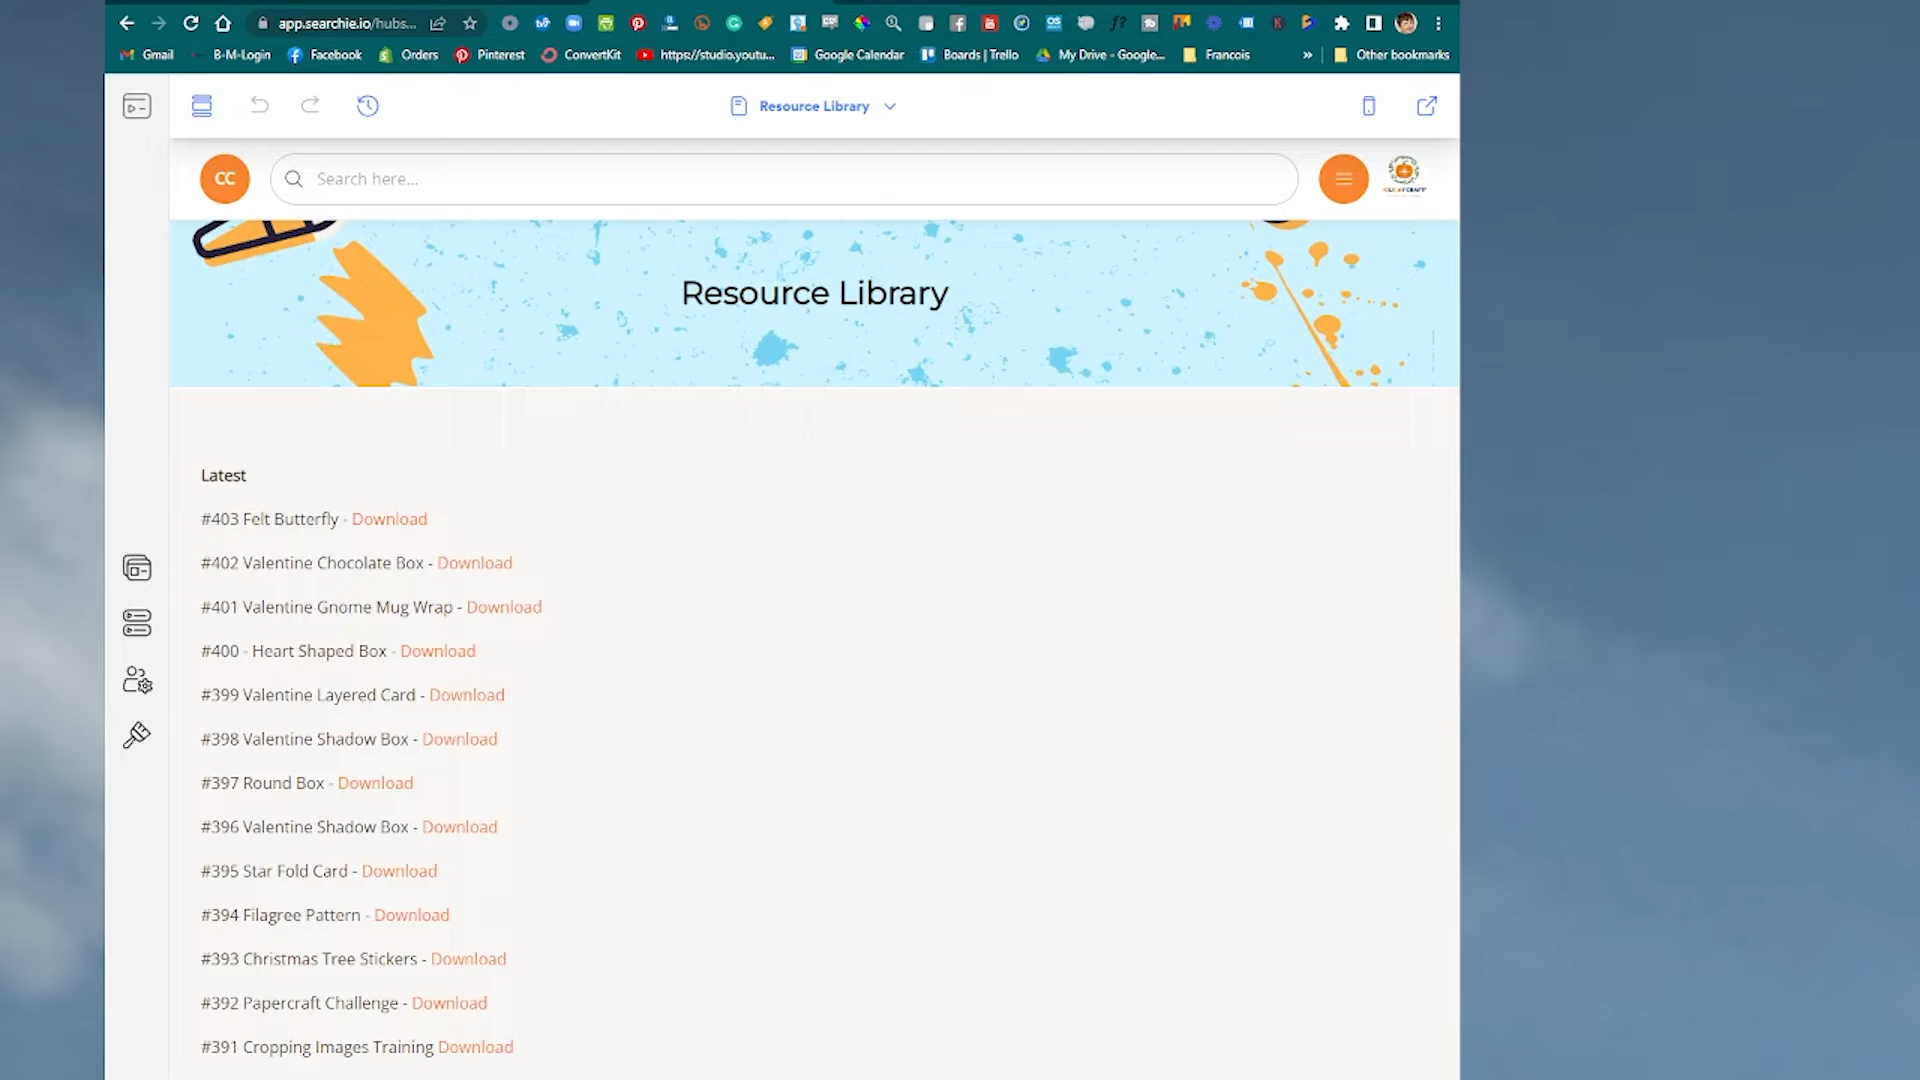 app.searchie.io/hubs...
Gmail B-M-Login Facebook Orders Pinterest ConvertKit https://studio.youtu... Google Calendar Boards | Trello My Drive - Google... Francois » Other bookmarks
Resource Library
CC Search here...
Resource Library
Latest
#403 Felt Butterfly - Download
#402 Valentine Chocolate Box - Download
#401 Valentine Gnome Mug Wrap - Download
#400 - Heart Shaped Box - Download
#399 Valentine Layered Card - Download
#398 Valentine Shadow Box - Download
#397 Round Box - Download
#396 Valentine Shadow Box - Download
#395 Star Fold Card - Download
#394 Filagree Pattern - Download
#393 Christmas Tree Stickers - Download
#392 Papercraft Challenge - Download
#391 Cropping Images Training Download